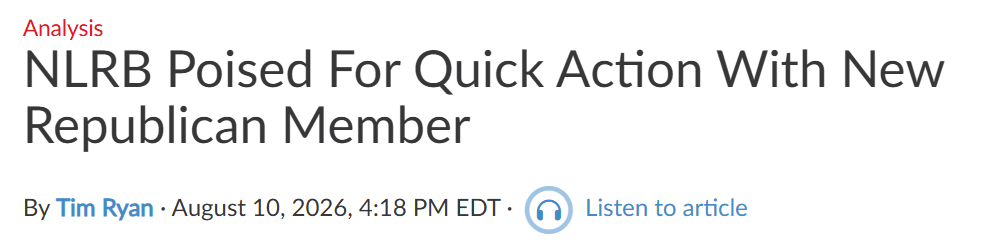 Analysis
NLRB Poised For Quick Action With New
Republican Member
By Tim Ryan · August 10, 2026, 4:18 PM EDT · Listen to article